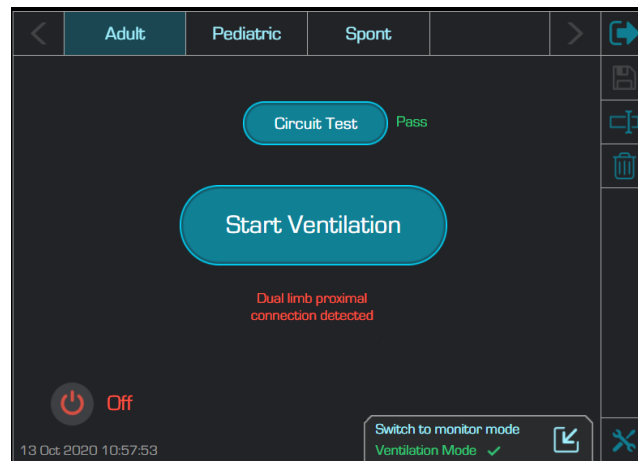 Adult Pediatric Spont
Circuit Test Pass
Start Ventilation
Dual limb proximal
connection detected
Off
Switch to monitor mode
Ventilation Mode
13 Oct 2020 10:57:53